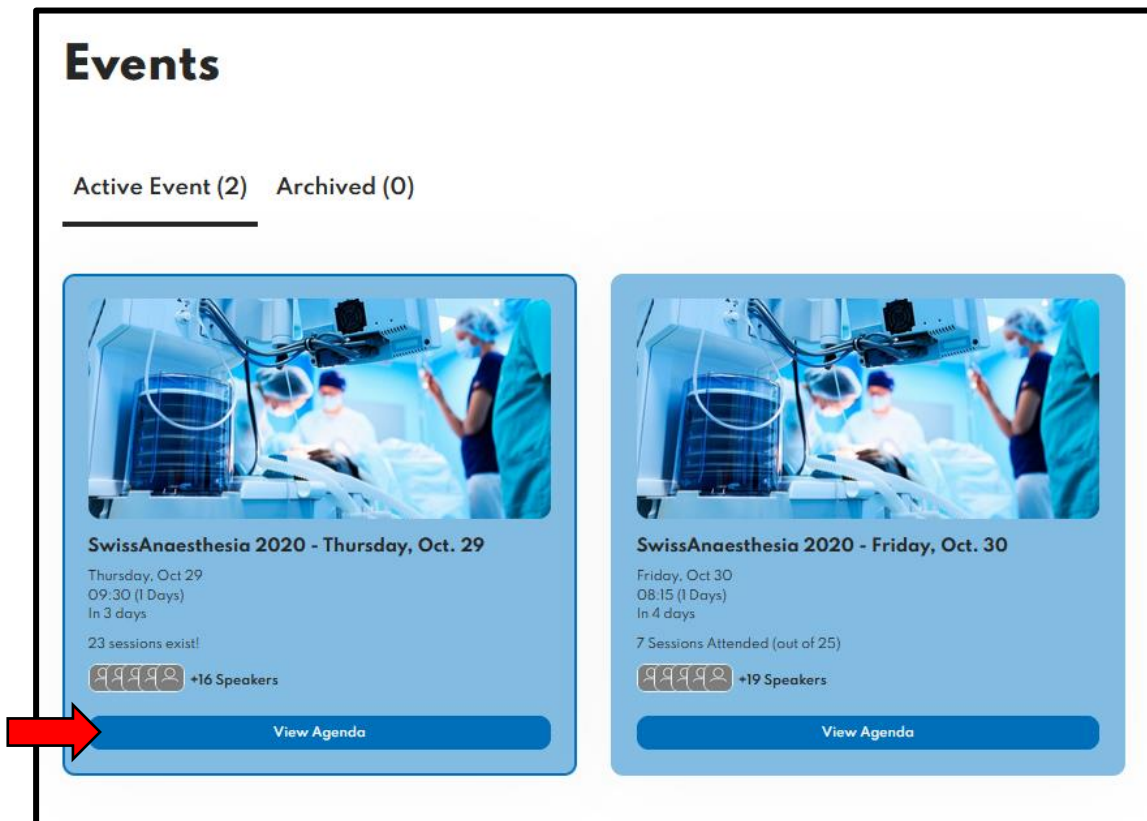 Events
Active Event (2) Archived (0)
SwissAnaesthesia 2020 - Thursday, Oct. 29
Thursday, Oct 29
09:30 (1 Days)
In 3 days
23 sessions exist!
+16 Speakers
View Agenda
SwissAnaesthesia 2020 - Friday, Oct. 30
Friday, Oct 30
08:15 (1 Days)
In 4 days
7 Sessions Attended (out of 25)
+19 Speakers
View Agenda